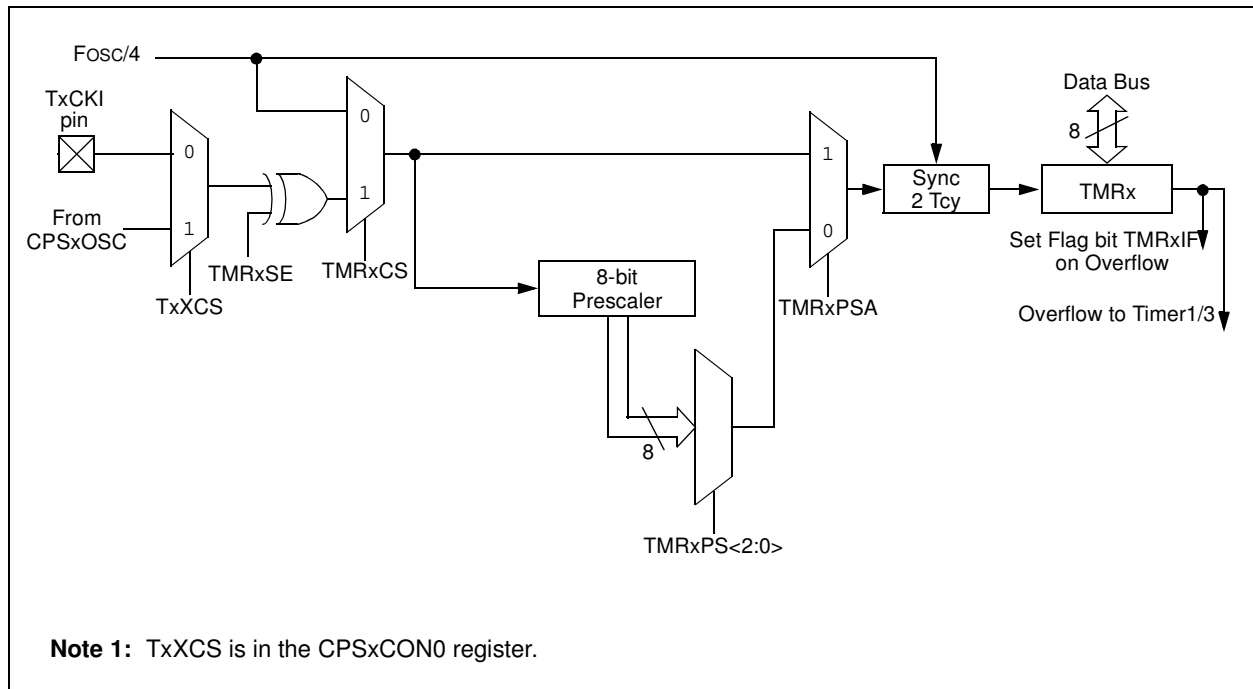 FOSC/4
TxCKI
pin
0
1
From
CPSxOSC
TxXCS
TMRxSE
0
1
TMRxCS
8-bit
Prescaler
8
TMRxPS<2:0>
1
0
TMRxPSA
Sync
2 Tcy
Data Bus
8
TMRx
Set Flag bit TMRxIF
on Overflow
Overflow to Timer1/3
Note 1: TxXCS is in the CPSxCON0 register.